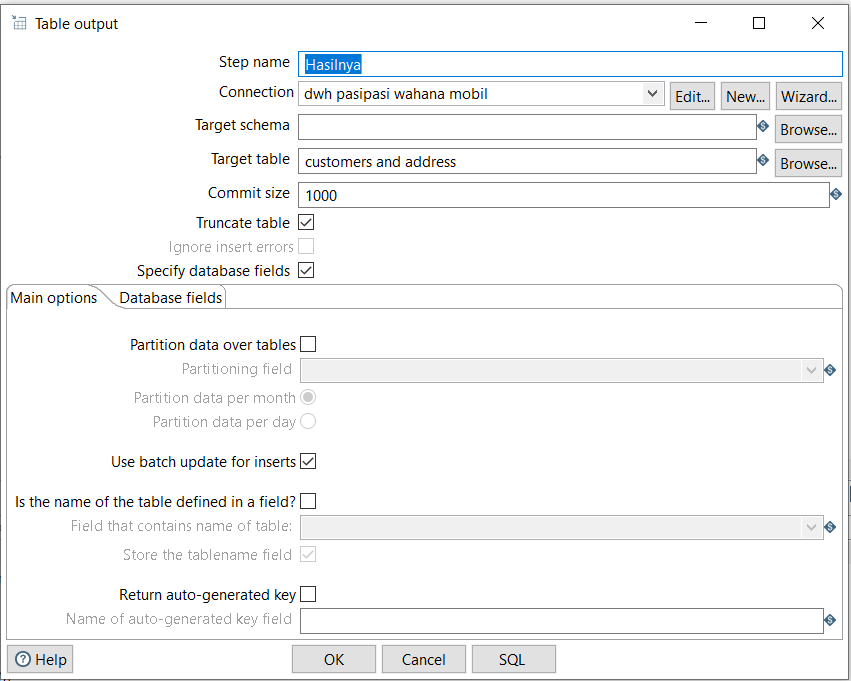 Table output
Step name Hasilnya
Connection dwh pasipasi wahana mobil Edit... New... Wizard...
Target schema Browse...
Target table customers and address Browse...
Commit size 1000
Truncate table
Ignore insert errors
Specify database fields
Main options Database fields
Partition data over tables
Partitioning field
Partition data per month
Partition data per day
Use batch update for inserts
Is the name of the table defined in a field?
Field that contains name of table:
Store the tablename field
Return auto-generated key
Name of auto-generated key field
Help OK Cancel SQL